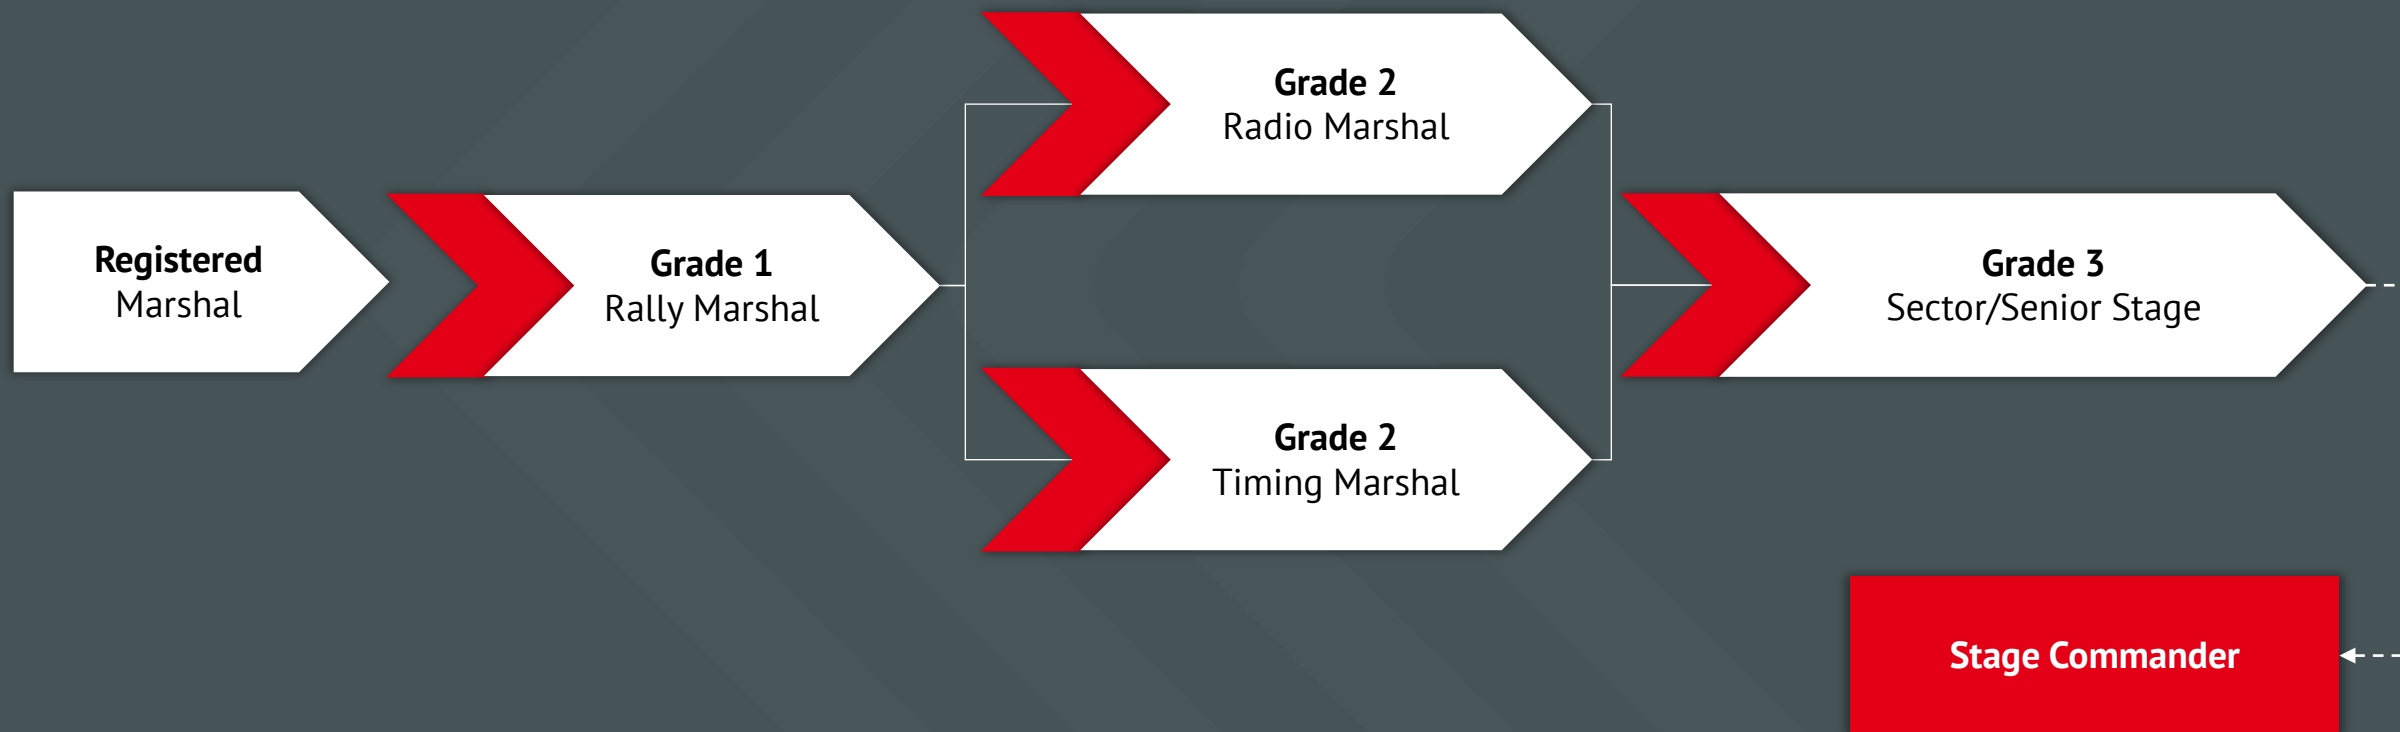 Registered
Marshal
Grade 1
Rally Marshal
Grade 2
Radio Marshal
Grade 2
Timing Marshal
Grade 3
Sector/Senior Stage
Stage Commander